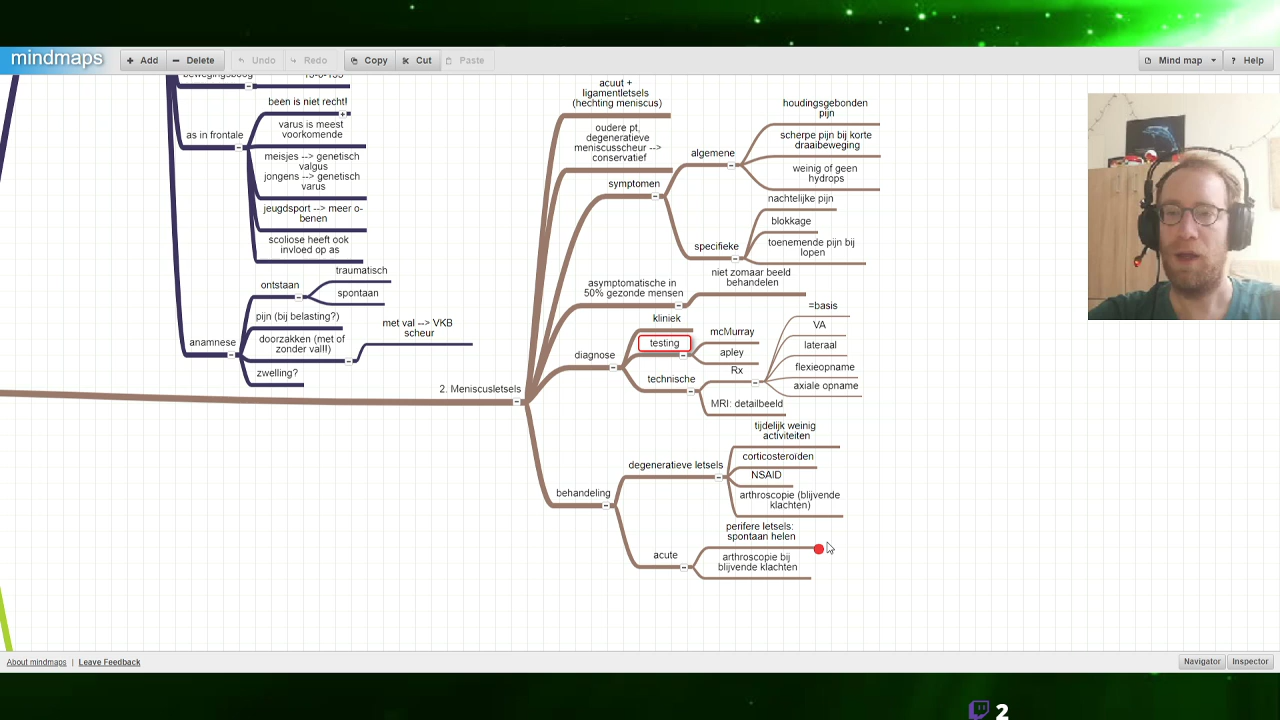 mindmaps
Add
Delete
Undo
Redo
Copy
Cut
Paste
Mind map
? Help
bewegingsboog
as in frontale
been is niet recht!
varus is meest
voorkomende
meisjes --> genetisch
valgus
jongens --> genetisch
varus
jeugdsport --> meer o-
benen
scoliose heeft ook
invloed op as
anamnese
ontstaan
traumatisch
spontaan
pijn (bij belasting?)
doorzakken (met of
zonder val!!)
met val --> VKB
scheur
zwelling?
2. Meniscusletsels
acuut +
ligamentletsels
(hechting meniscus)
oudere pt,
degeneratieve
meniscusscheur -->
conservatief
symptomen
algemene
houdingsgebonden
pijn
scherpe pijn bij korte
draaibeweging
weinig of geen
hydrops
specifieke
nachtelijke pijn
blokkage
toenemende pijn bij
lopen
asymptomatische in
50% gezonde mensen
niet zomaar beeld
behandelen
diagnose
kliniek
testing
mcMurray
apley
technische
Rx
=basis
VA
lateraal
flexieopname
axiale opname
MRI: detailbeeld
behandeling
degeneratieve letsels
tijdelijk weinig
activiteiten
corticosteroïden
NSAID
arthroscopie (blijvende
klachten)
acute
perifere letsels:
spontaan helen
arthroscopie bij
blijvende klachten
About mindmaps | Leave Feedback
Navigator
Inspector
2